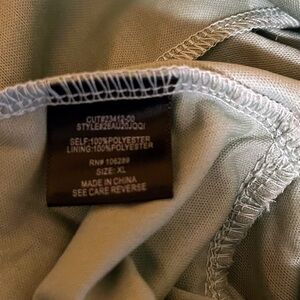 CUT#23412-00
STYLE#26AU20JOQI
SELF:100%POLYESTER
LINING:100%POLYESTER
RN# 106289
SIZE: XL
MADE IN CHINA
SEE CARE REVERSE